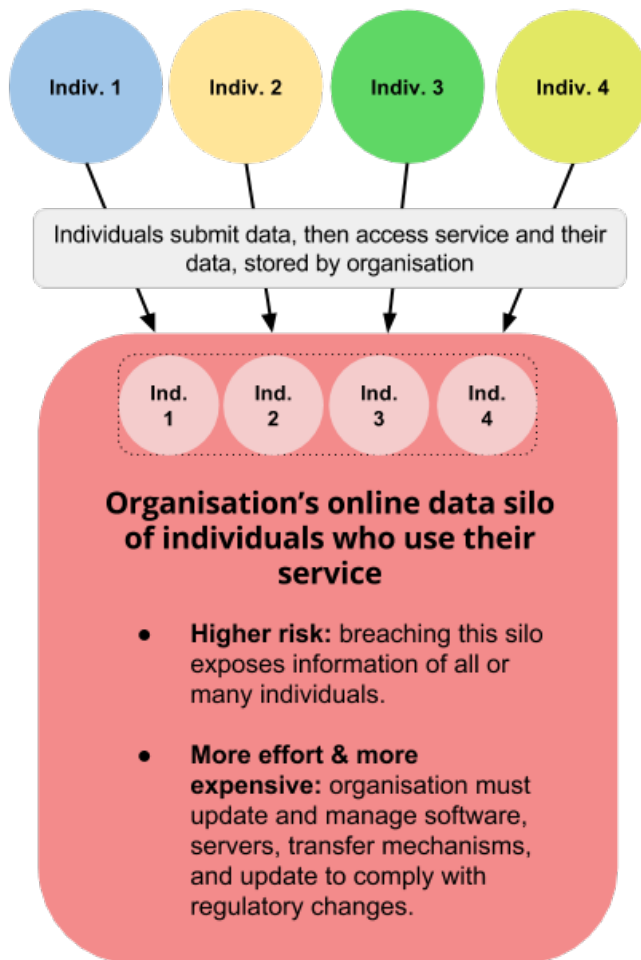 Indiv. 1
Indiv. 2
Indiv. 3
Indiv. 4
Individuals submit data, then access service and their
data, stored by organisation
Ind.
1
Ind.
2
Ind.
3
Ind.
4
Organisation’s online data silo
of individuals who use their
service
● Higher risk: breaching this silo
exposes information of all or
many individuals.
● More effort & more
expensive: organisation must
update and manage software,
servers, transfer mechanisms,
and update to comply with
regulatory changes.